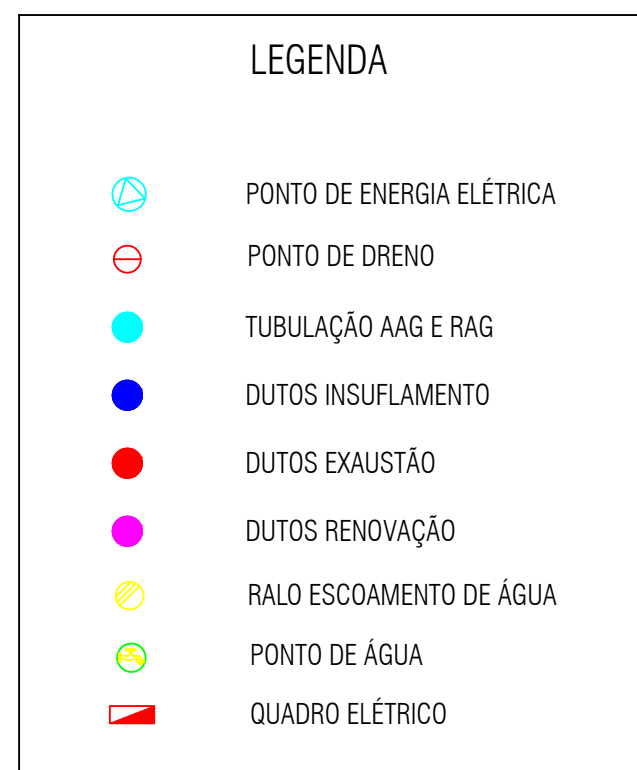 LEGENDA
PONTO DE ENERGIA ELÉTRICA
PONTO DE DRENO
TUBULAÇÃO AAG E RAG
DUTOS INSUFLAMENTO
DUTOS EXAUSTÃO
DUTOS RENOVAÇÃO
RALO ESCOAMENTO DE ÁGUA
PONTO DE ÁGUA
QUADRO ELÉTRICO